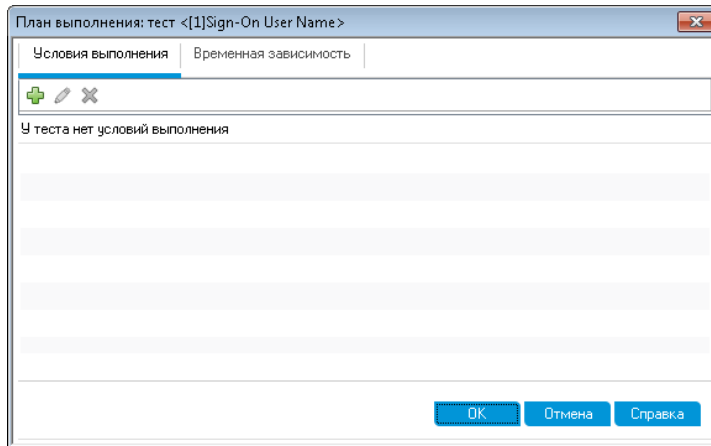 План выполнения: тест <[1]Sign-On User Name>
Условия выполнения Временная зависимость
У теста нет условий выполнения
OK Отмена Справка